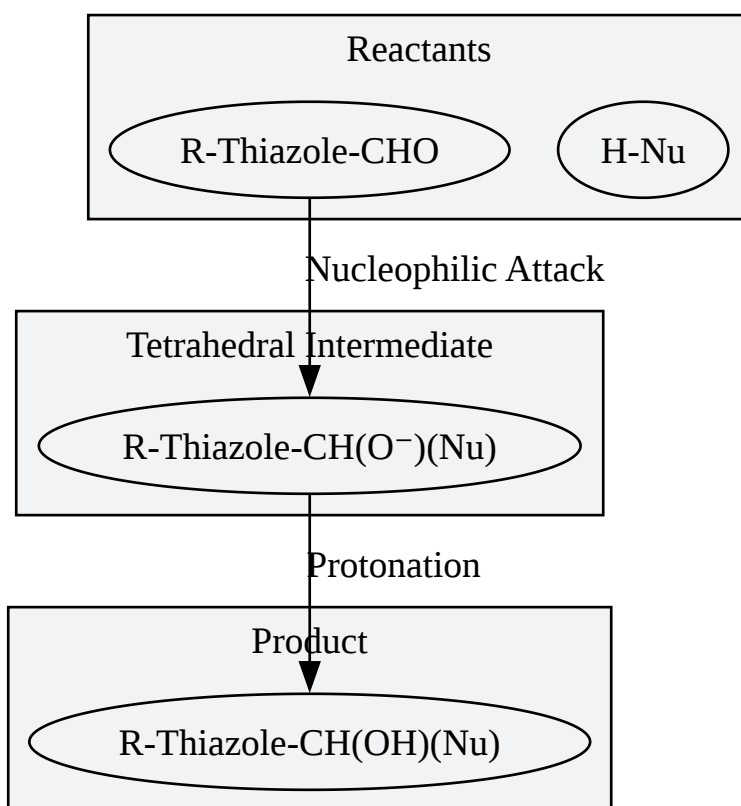 Reactants
R-Thiazole-CHO
H-Nu
Nucleophilic Attack
Tetrahedral Intermediate
R-Thiazole-CH(O⁻)(Nu)
Protonation
Product
R-Thiazole-CH(OH)(Nu)